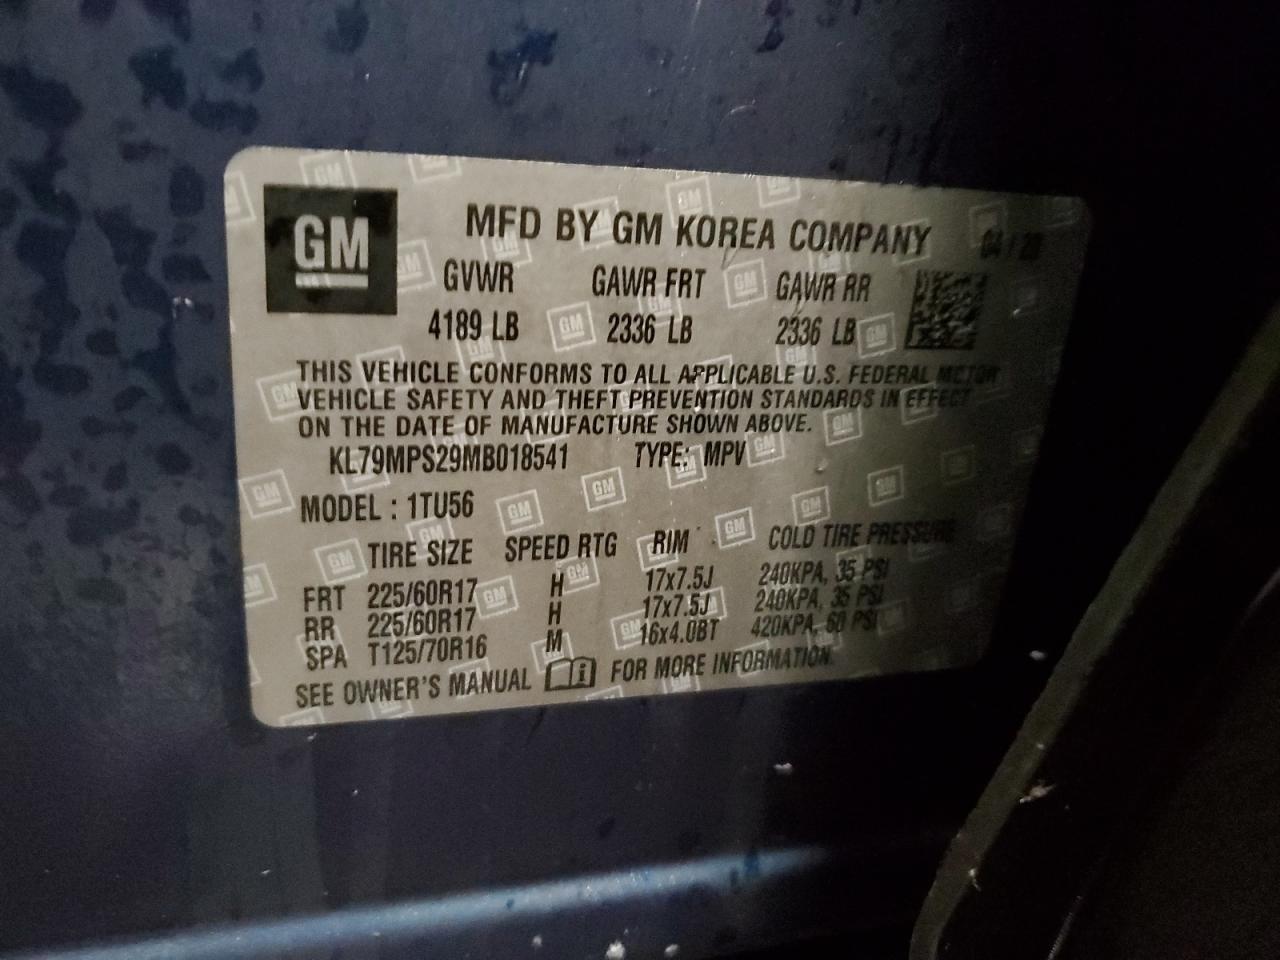 GM
MFD BY GM KOREA COMPANY 04 / 20
GVWR GAWR FRT GAWR RR
4189 LB 2336 LB 2336 LB
THIS VEHICLE CONFORMS TO ALL APPLICABLE U.S. FEDERAL MOTOR
VEHICLE SAFETY AND THEFT PREVENTION STANDARDS IN EFFECT
ON THE DATE OF MANUFACTURE SHOWN ABOVE.
KL79MPS29MB018541 TYPE: MPV
MODEL : 1TU56
TIRE SIZE SPEED RTG RIM COLD TIRE PRESSURE
FRT 225/60R17 H 17x7.5J 240KPA, 35 PSI
RR 225/60R17 H 17x7.5J 240KPA, 35 PSI
SPA T125/70R16 M 16x4.0BT 420KPA, 60 PSI
SEE OWNER'S MANUAL FOR MORE INFORMATION.